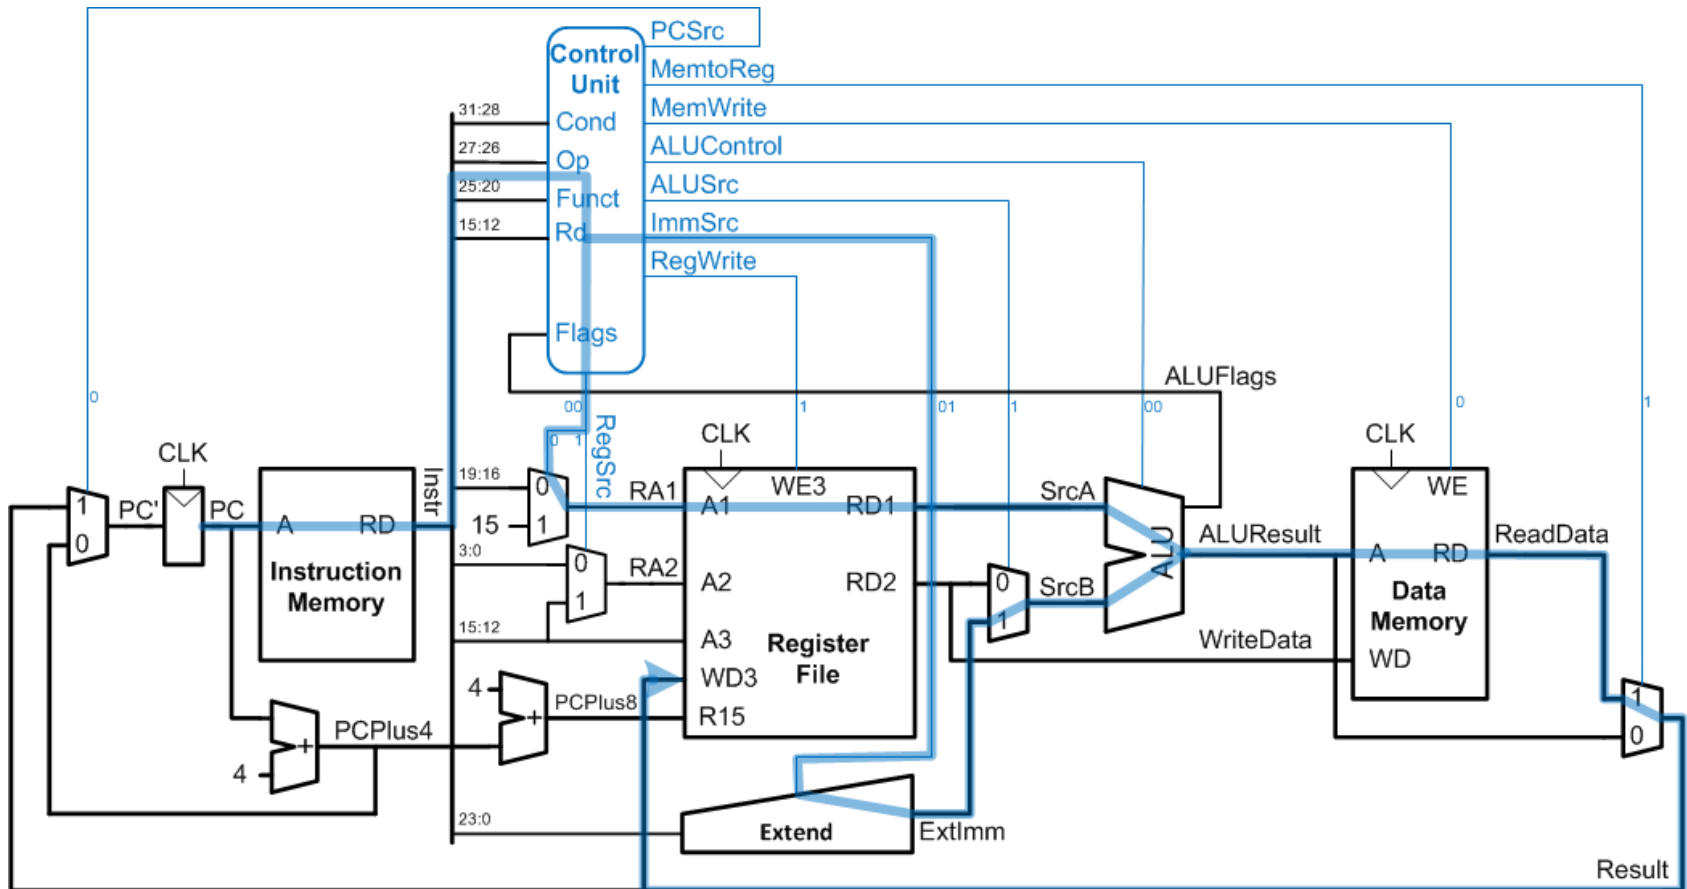 PCSrc
Control
Unit
MemtoReg
MemWrite
ALUControl
ALUSrc
ImmSrc
RegWrite
31:28
Cond
27:26
Op
25:20
Funct
15:12
Rd
Flags
ALUFlags
0
00
1
01
1
00
0
1
0 1
RegSrc
CLK
CLK
CLK
Instr
19:16
0
1
15
RA1
A1
WE3
RD1
SrcA
WE
1
0
PC'
PC
A
RD
Instruction
Memory
3:0
0
1
RA2
A2
RD2
0
1
SrcB
ALU
ALUResult
A
RD
ReadData
Data
Memory
15:12
A3
Register
File
WriteData
WD
WD3
4
+
PCPlus8
R15
1
0
PCPlus4
+
4
23:0
Extend
ExtImm
Result